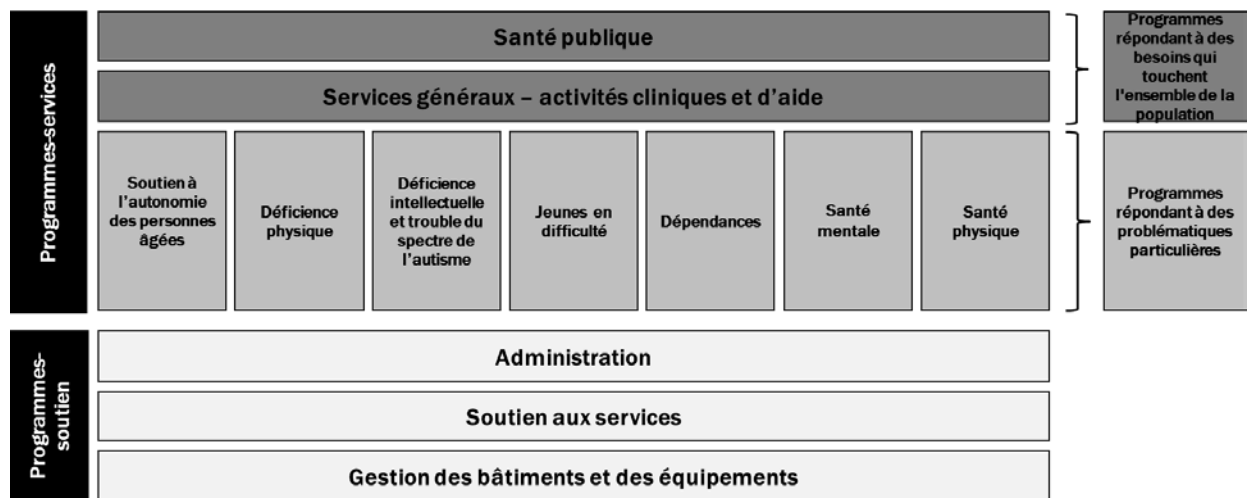 Programmes-services
Santé publique
Services généraux – activités cliniques et d'aide
Programmes
répondant à des
besoins qui
touchent
l'ensemble de la
population
Soutien à
l'autonomie
des personnes
âgées
Déficience
physique
Déficience
intellectuelle
et trouble du
spectre de
l'autisme
Jeunes en
difficulté
Dépendances
Santé
mentale
Santé
physique
Programmes
répondant à des
problématiques
particulières
Programmes-
soutien
Administration
Soutien aux services
Gestion des bâtiments et des équipements